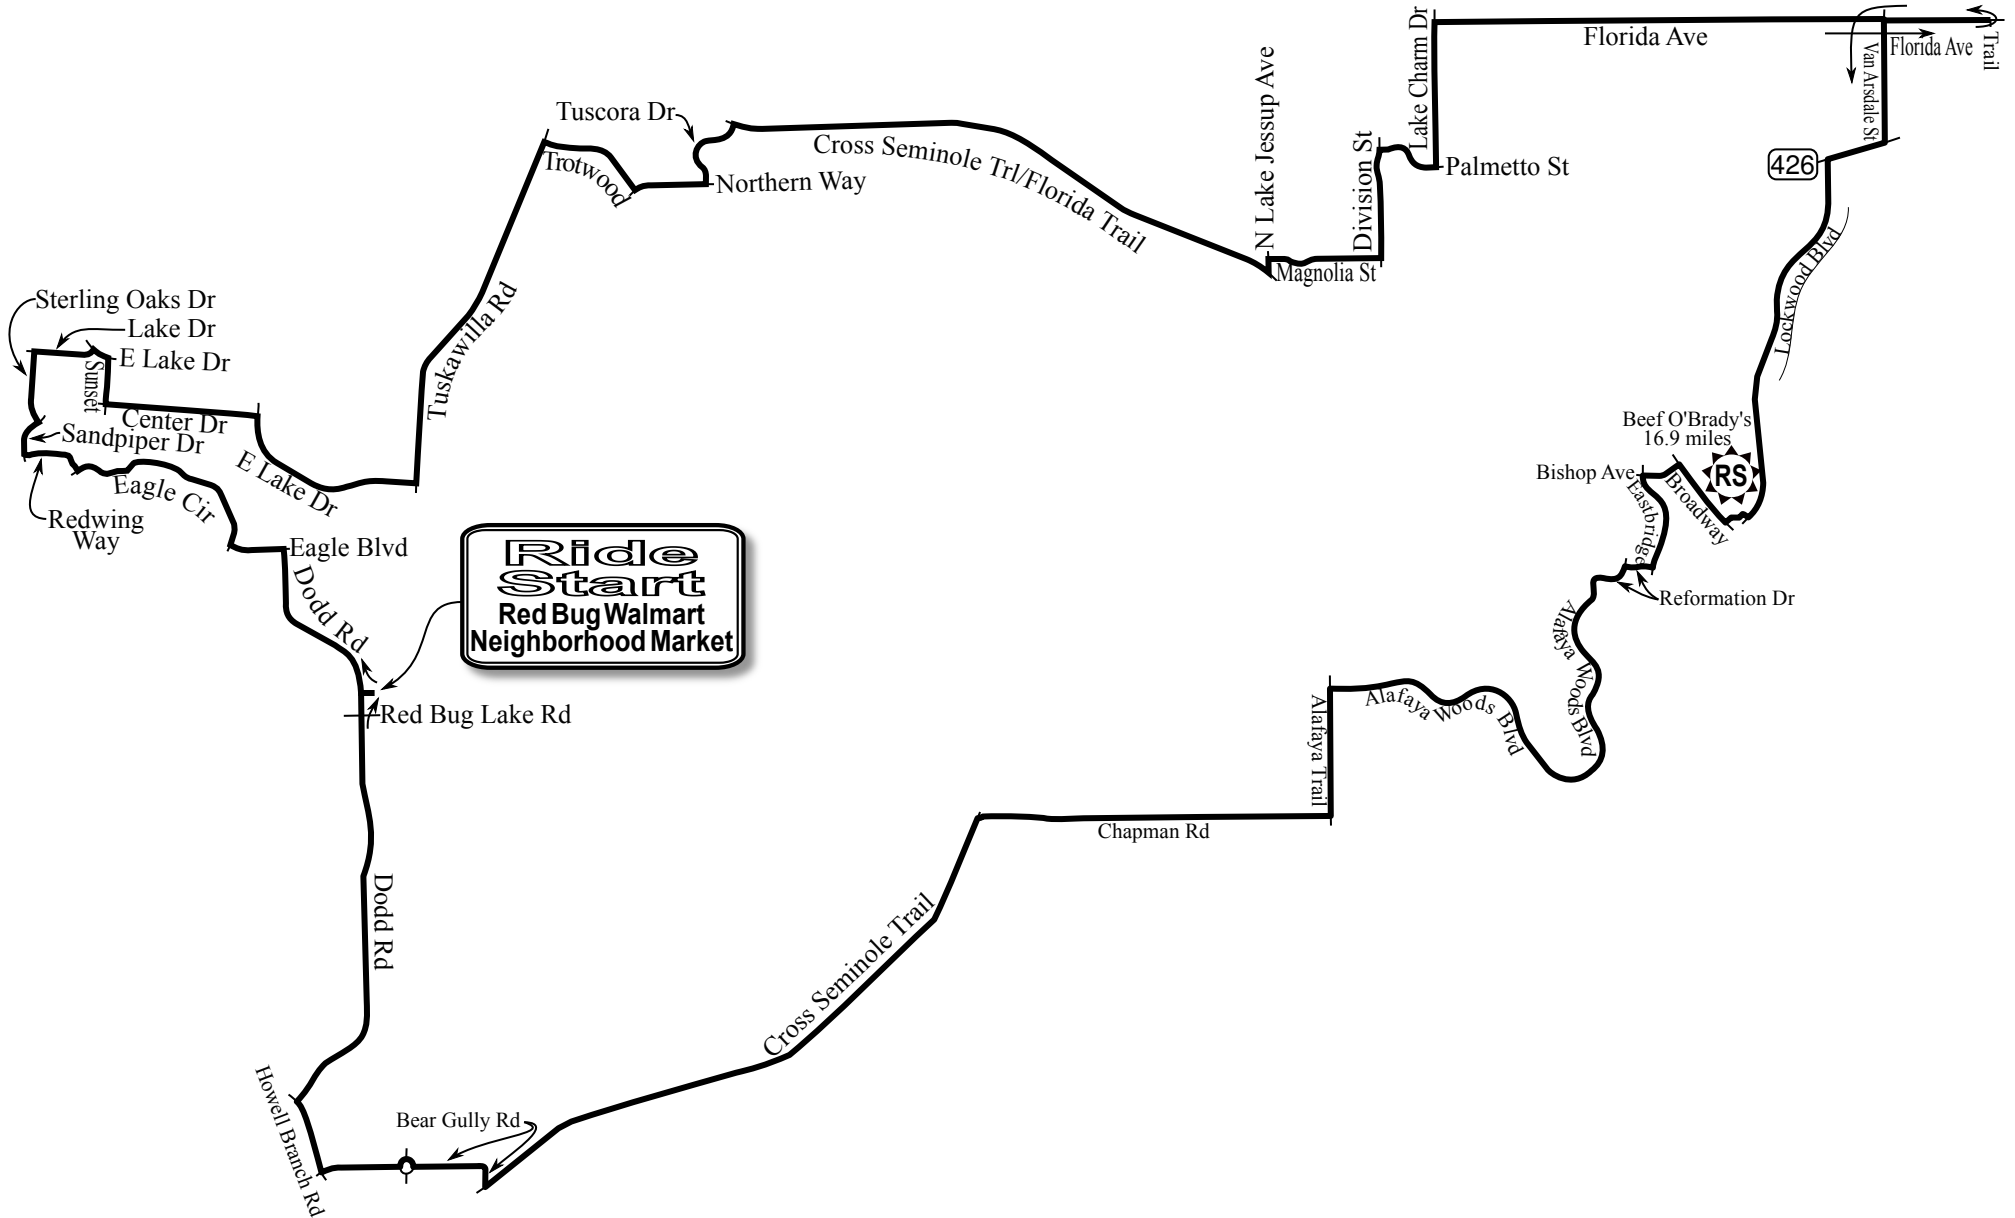 Lake Charm Dr
Florida Ave
Van Arsdale St
Florida Ave
Trail
N Lake Jessup Ave
Tuscora Dr
Cross Seminole Trl/Florida Trail
Division St
Trotwood
Northern Way
Palmetto St
426
Magnolia St
Lockwood Blvd
Tuskawilla Rd
Sterling Oaks Dr
Lake Dr
E Lake Dr
Sunset
Center Dr
Sandpiper Dr
E Lake Dr
Eagle Cir
Redwing
Way
Eagle Blvd
Dodd Rd
Beef O'Brady's
16.9 miles
RS
Bishop Ave
Broadway
Eastbridge
Reformation Dr
Alafaya Woods Blvd
Ride
Start
Red Bug Walmart
Neighborhood Market
Red Bug Lake Rd
Alafaya Trail
Alafaya Woods Blvd
Chapman Rd
Dodd Rd
Cross Seminole Trail
Howell Branch Rd
Bear Gully Rd